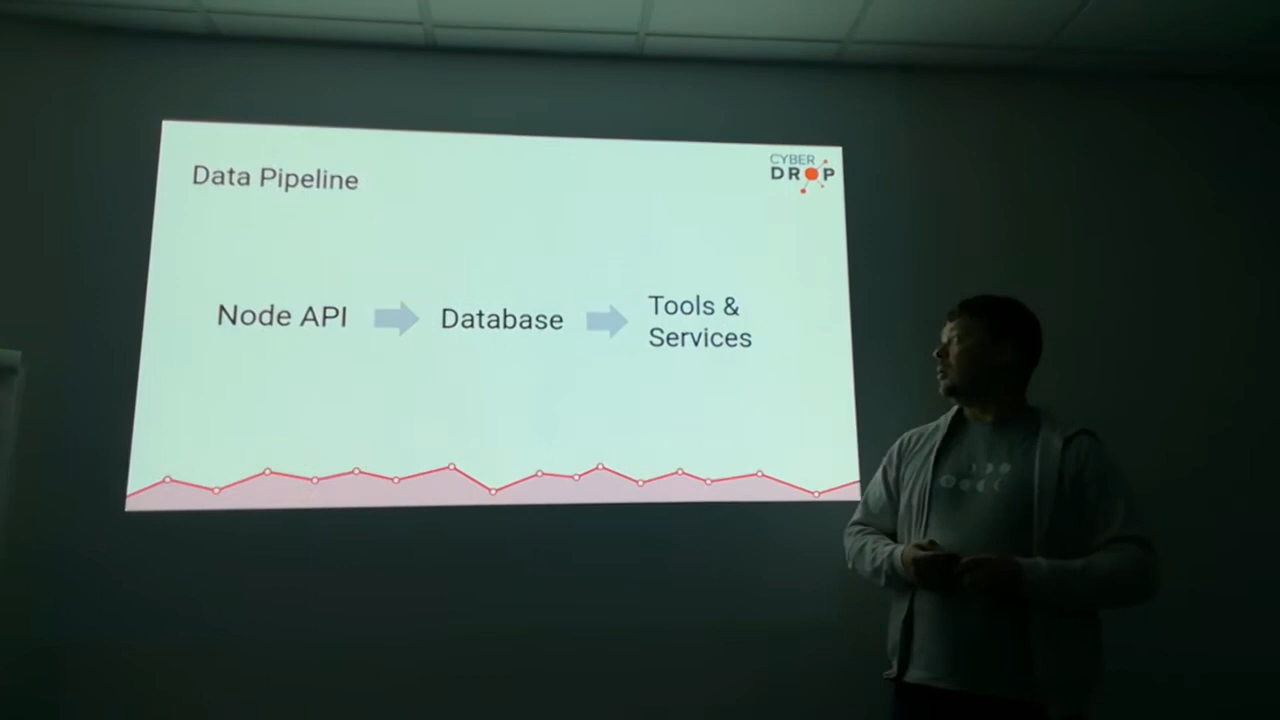 Data Pipeline
CYBER
DROP
Node API
Database
Tools &
Services